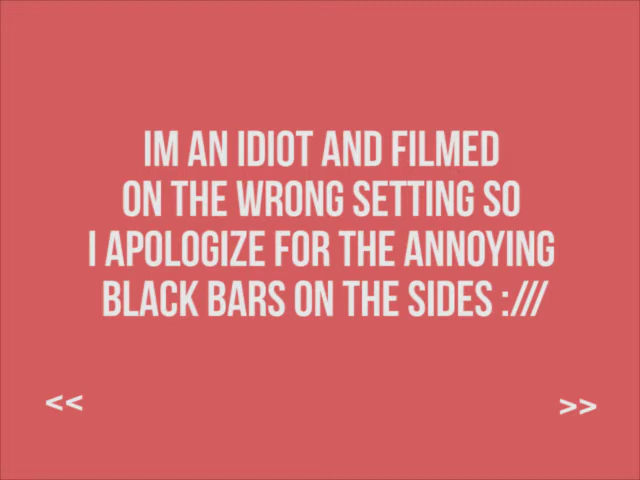 IM AN IDIOT AND FILMED
ON THE WRONG SETTING SO
I APOLOGIZE FOR THE ANNOYING
BLACK BARS ON THE SIDES :///
<< >>